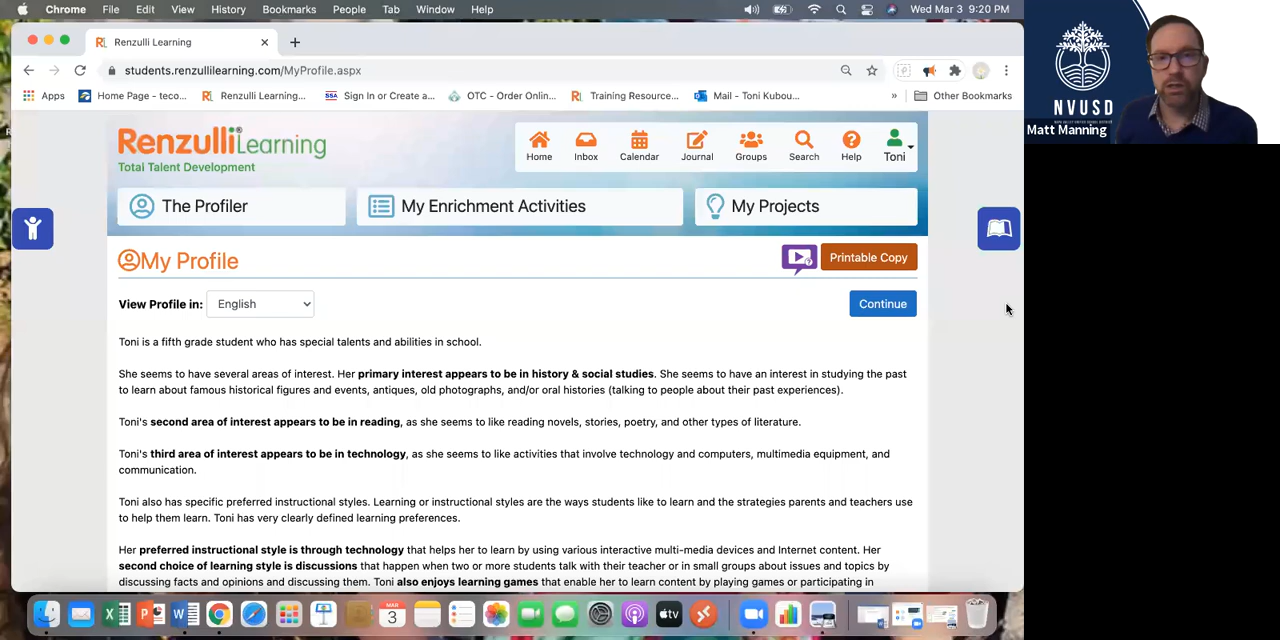 Chrome File Edit View History Bookmarks People Tab Window Help Wed Mar 3 9:20 PM
Renzulli Learning
students.renzullilearning.com/MyProfile.aspx
Apps Home Page - teco... Renzulli Learning... Sign In or Create a... OTC - Order Onlin... Training Resource... Mail - Toni Kubou... » Other Bookmarks
NVUSD
Matt Manning
Renzulli Learning
Total Talent Development
Home Inbox Calendar Journal Groups Search Help Toni
The Profiler My Enrichment Activities My Projects
My Profile Printable Copy
View Profile in: English Continue
Toni is a fifth grade student who has special talents and abilities in school.
She seems to have several areas of interest. Her primary interest appears to be in history & social studies. She seems to have an interest in studying the past
to learn about famous historical figures and events, antiques, old photographs, and/or oral histories (talking to people about their past experiences).
Toni's second area of interest appears to be in reading, as she seems to like reading novels, stories, poetry, and other types of literature.
Toni's third area of interest appears to be in technology, as she seems to like activities that involve technology and computers, multimedia equipment, and
communication.
Toni also has specific preferred instructional styles. Learning or instructional styles are the ways students like to learn and the strategies parents and teachers use
to help them learn. Toni has very clearly defined learning preferences.
Her preferred instructional style is through technology that helps her to learn by using various interactive multi-media devices and Internet content. Her
second choice of learning style is discussions that happen when two or more students talk with their teacher or in small groups about issues and topics by
discussing facts and opinions and discussing them. Toni also enjoys learning games that enable her to learn content by playing games or participating in
MAR
3
tv